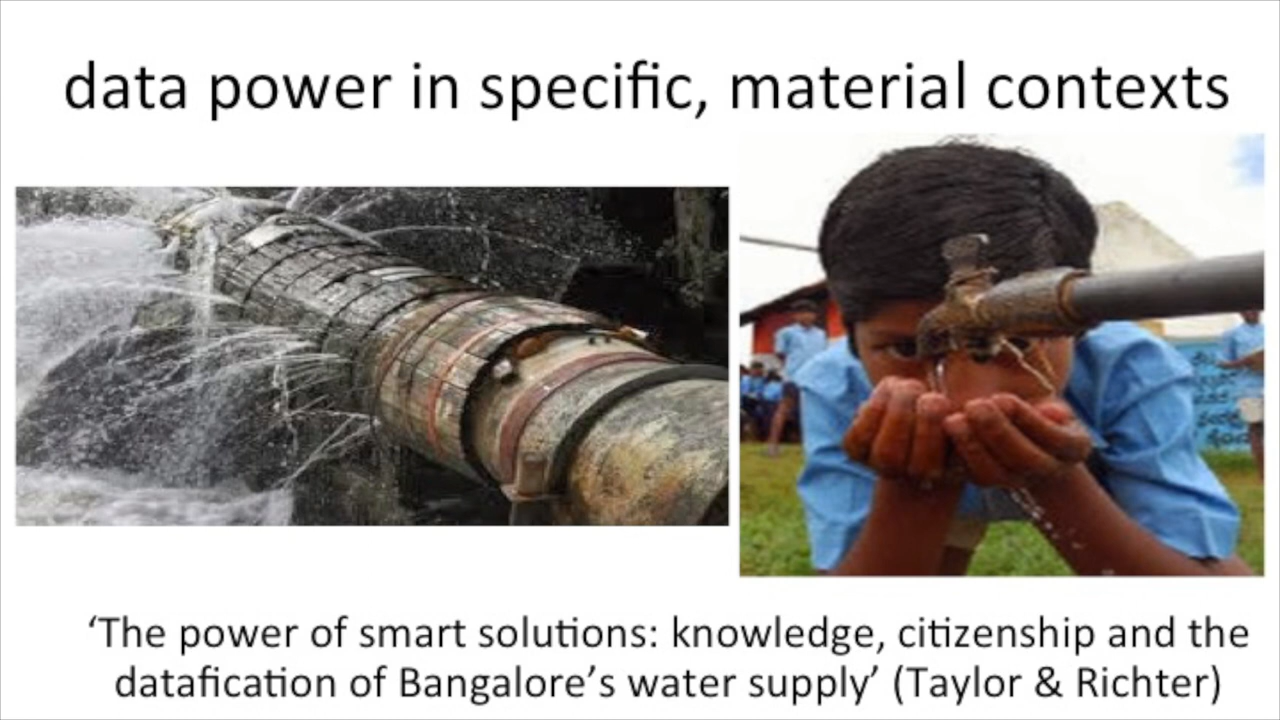 data power in specific, material contexts
‘The power of smart solutions: knowledge, citizenship and the
datafication of Bangalore’s water supply’ (Taylor & Richter)